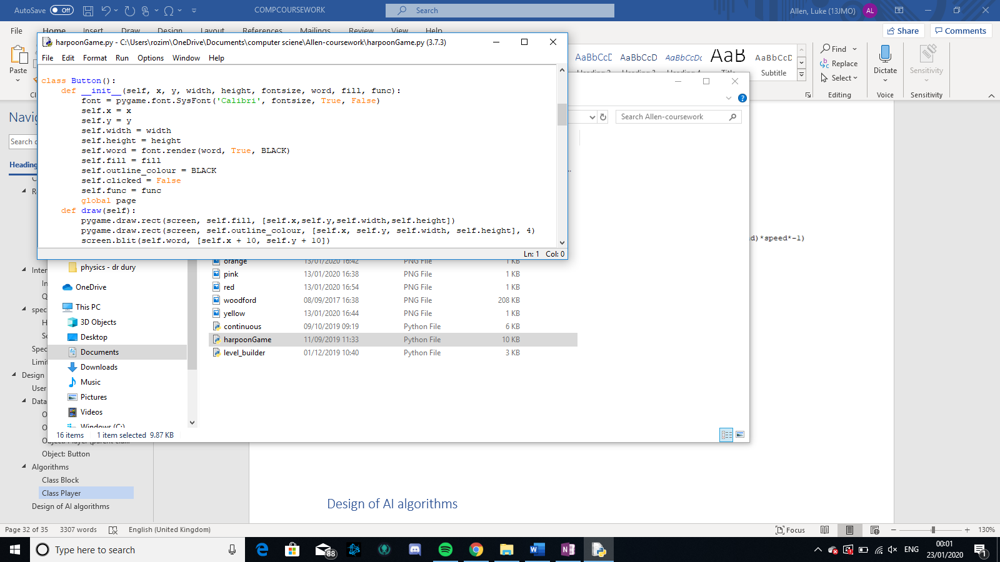 AutoSave Off
COMPCOURSEWORK
Search
Allen, Luke (13JMO) AL
File Home Insert Draw Design Layout References Mailings Review View Help
Share Comments
Paste
AaBbCcD AaBbCcD AaBbCcDc AaB AaBbCcD
Subtitle
Find
Replace
Select
Editing
Dictate
Voice
Sensitivity
Sensitivity
harpoonGame.py - C:\Users\rozim\OneDrive\Documents\computer sciene\Allen-coursework\harpoonGame.py (3.7.3)
File Edit Format Run Options Window Help
class Button():
def __init__(self, x, y, width, height, fontsize, word, fill, func):
font = pygame.font.SysFont('Calibri', fontsize, True, False)
self.x = x
self.y = y
self.width = width
self.height = height
self.word = font.render(word, True, BLACK)
self.fill = fill
self.outline_colour = BLACK
self.clicked = False
self.func = func
global page
def draw(self):
pygame.draw.rect(screen, self.fill, [self.x,self.y,self.width,self.height])
pygame.draw.rect(screen, self.outline_colour, [self.x, self.y, self.width, self.height], 4)
screen.blit(self.word, [self.x + 10, self.y + 10])
Ln: 1 Col: 0
Search Allen-coursework
)*speed*-1)
physics - dr dury
OneDrive
This PC
3D Objects
Desktop
Documents
Downloads
Music
Pictures
Videos
Windows (C:)
orange 13/01/2020 16:42 PNG File 1 KB
pink 13/01/2020 16:38 PNG File 1 KB
red 13/01/2020 16:54 PNG File 1 KB
woodford 08/09/2017 16:38 PNG File 208 KB
yellow 13/01/2020 16:44 PNG File 1 KB
continuous 09/10/2019 09:19 Python File 6 KB
harpoonGame 11/09/2019 11:33 Python File 10 KB
level_builder 01/12/2019 10:40 Python File 3 KB
16 items 1 item selected 9.87 KB
Navig
Search
Heading
Inter
spec
Spec
Limit
Design
User
Data
Object: Button
Algorithms
Class Block
Class Player
Design of AI algorithms
Design of AI algorithms
Page 32 of 35 3307 words English (United Kingdom)
Focus
130%
Type here to search
88
ENG
00:01
23/01/2020
1